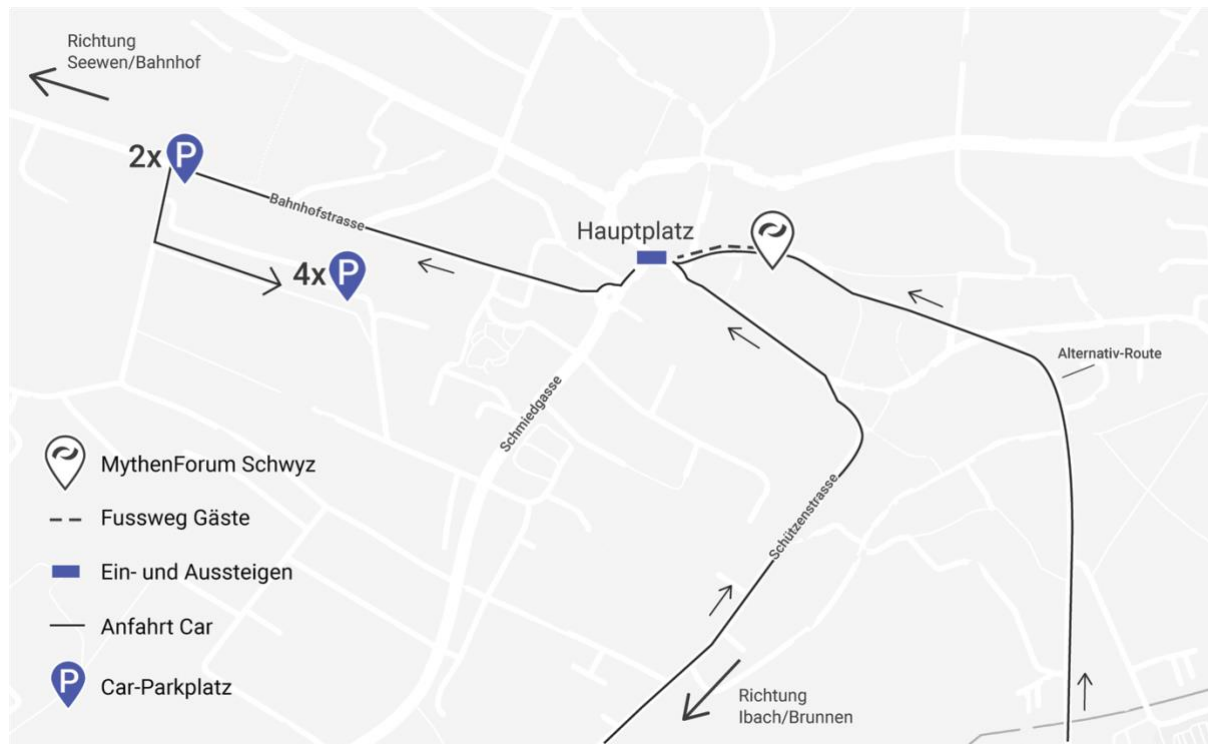 Richtung
Seewen/Bahnhof
2x P
Bahnhofstrasse
Hauptplatz
4x P
Alternativ-Route
Schmiedgasse
MythenForum Schwyz
Fussweg Gäste
Schützenstrasse
Ein- und Aussteigen
Anfahrt Car
P Car-Parkplatz
Richtung
Ibach/Brunnen